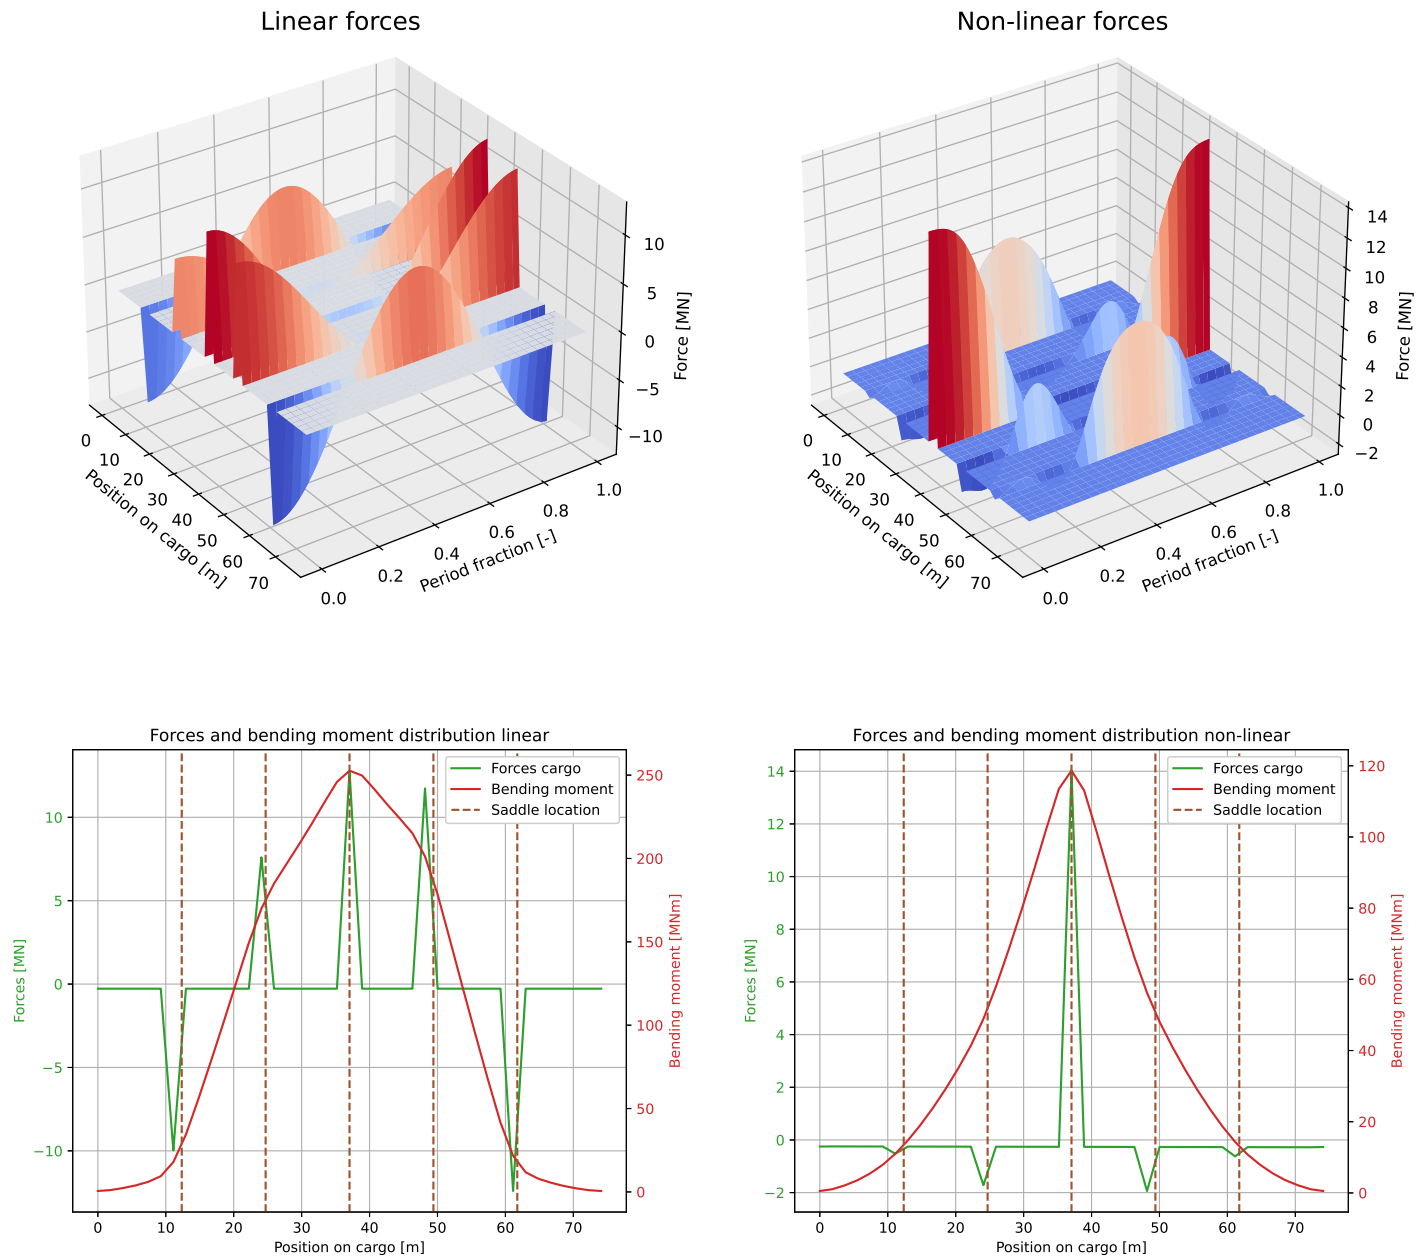 Linear forces
Non-linear forces
10
5
0
−5
−10
Force [MN]
0
10
20
30
40
50
60
70
Position on cargo [m]
0.0
0.2
0.4
0.6
0.8
1.0
Period fraction [-]
14
12
10
8
6
4
2
0
−2
Force [MN]
0
10
20
30
40
50
60
70
Position on cargo [m]
0.0
0.2
0.4
0.6
0.8
1.0
Period fraction [-]
Forces and bending moment distribution linear
Forces cargo
Bending moment
Saddle location
10
5
0
−5
−10
Forces [MN]
250
200
150
100
50
0
Bending moment [MNm]
0 10 20 30 40 50 60 70
Position on cargo [m]
Forces and bending moment distribution non-linear
Forces cargo
Bending moment
Saddle location
14
12
10
8
6
4
2
0
−2
Forces [MN]
120
100
80
60
40
20
0
Bending moment [MNm]
0 10 20 30 40 50 60 70
Position on cargo [m]